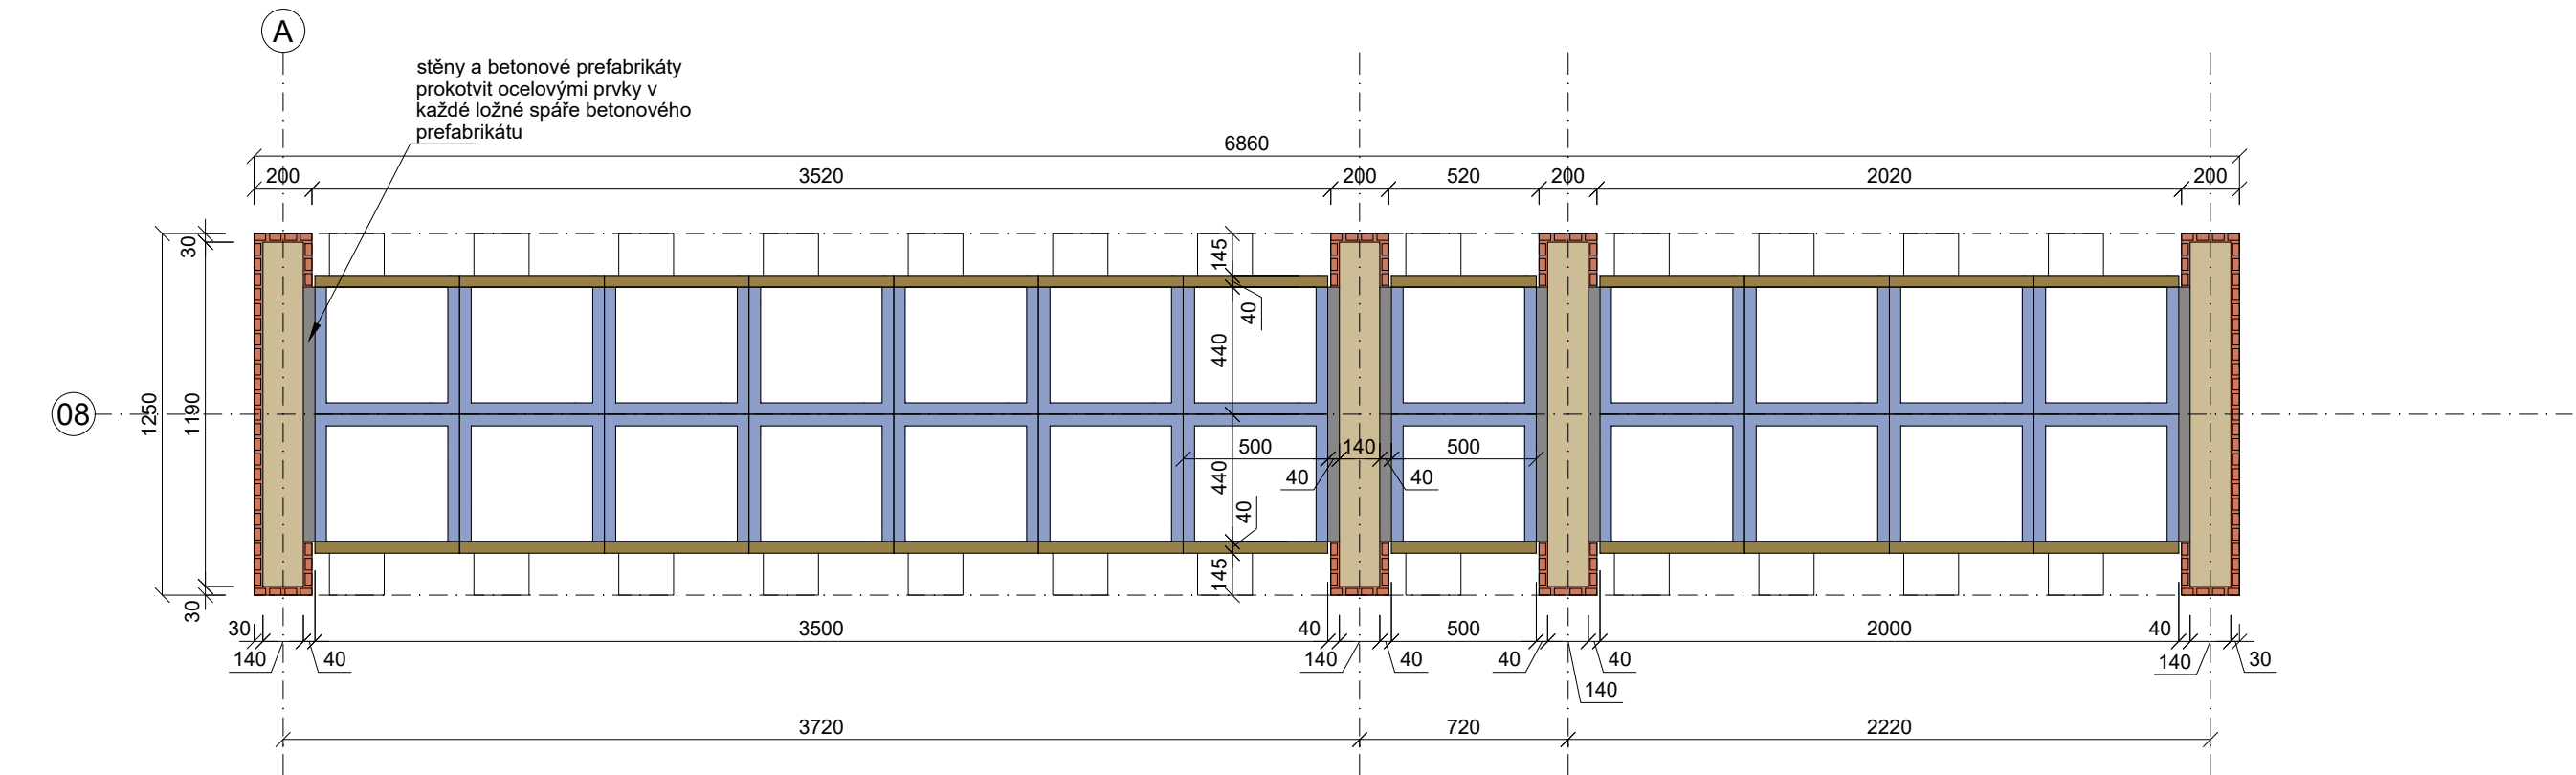 A
stěny a betonové prefabrikáty
prokotvit ocelovými prvky v
každé ložné spáře betonového
prefabrikátu
6860
200 3520 200 520 200 2020 200
30 145
40
440
08 1250 1190
500 140 500
40 40
440
40
145
30
30 3500 40 500 2000 40
140 40 140 40 40 40 140 30
140
3720 720 2220